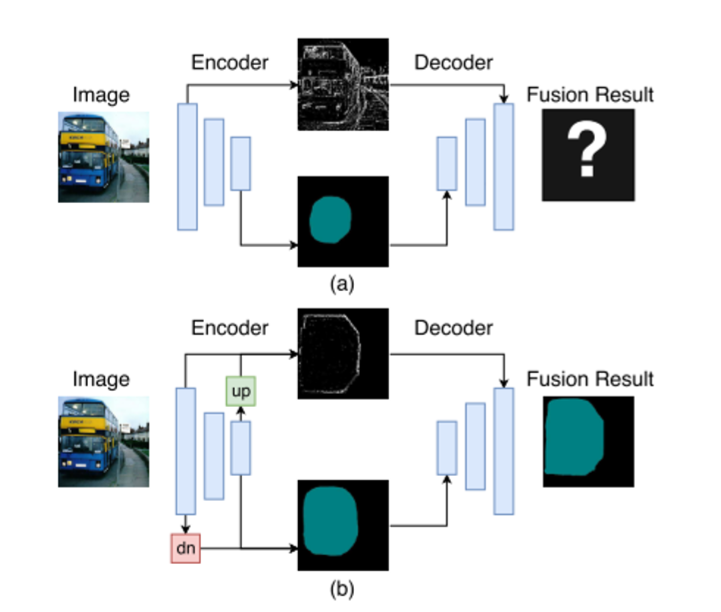 Encoder
Decoder
Image
Fusion Result
?
(a)
Encoder
Decoder
Image
up
Fusion Result
dn
(b)